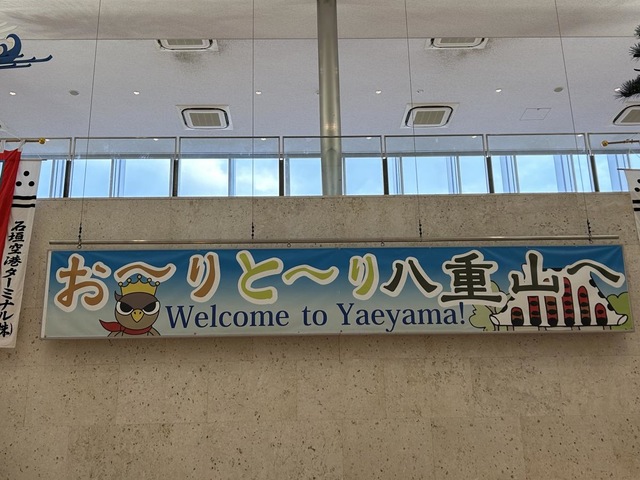 お〜りと〜り八重山へ
Welcome to Yaeyama!
石垣空港ターミナル㈱